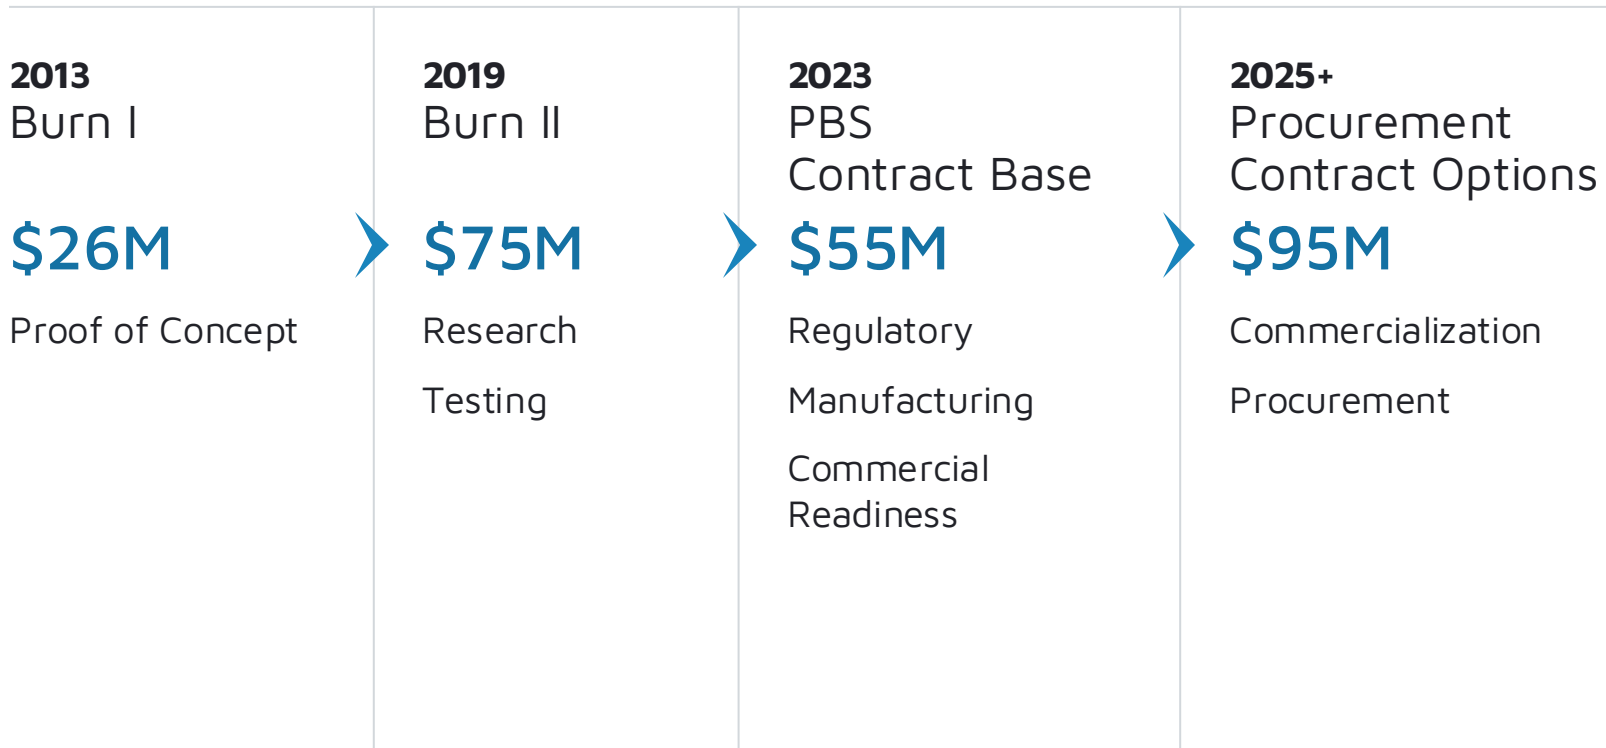 2013
Burn I
$26M
Proof of Concept
2019
Burn II
$75M
Research
Testing
2023
PBS
Contract Base
$55M
Regulatory
Manufacturing
Commercial
Readiness
2025+
Procurement
Contract Options
$95M
Commercialization
Procurement